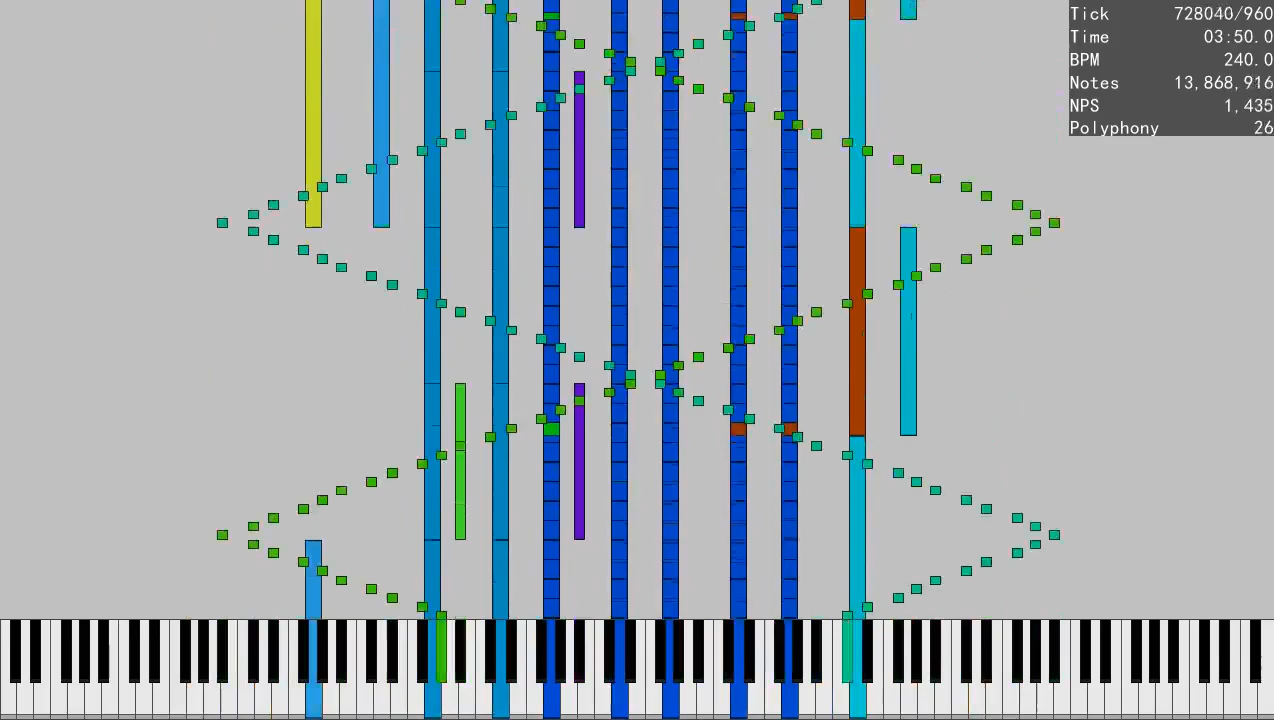 Tick 728040/960
Time 03:50.0
BPM 240.0
Notes 13,868,916
NPS 1,435
Polyphony 26